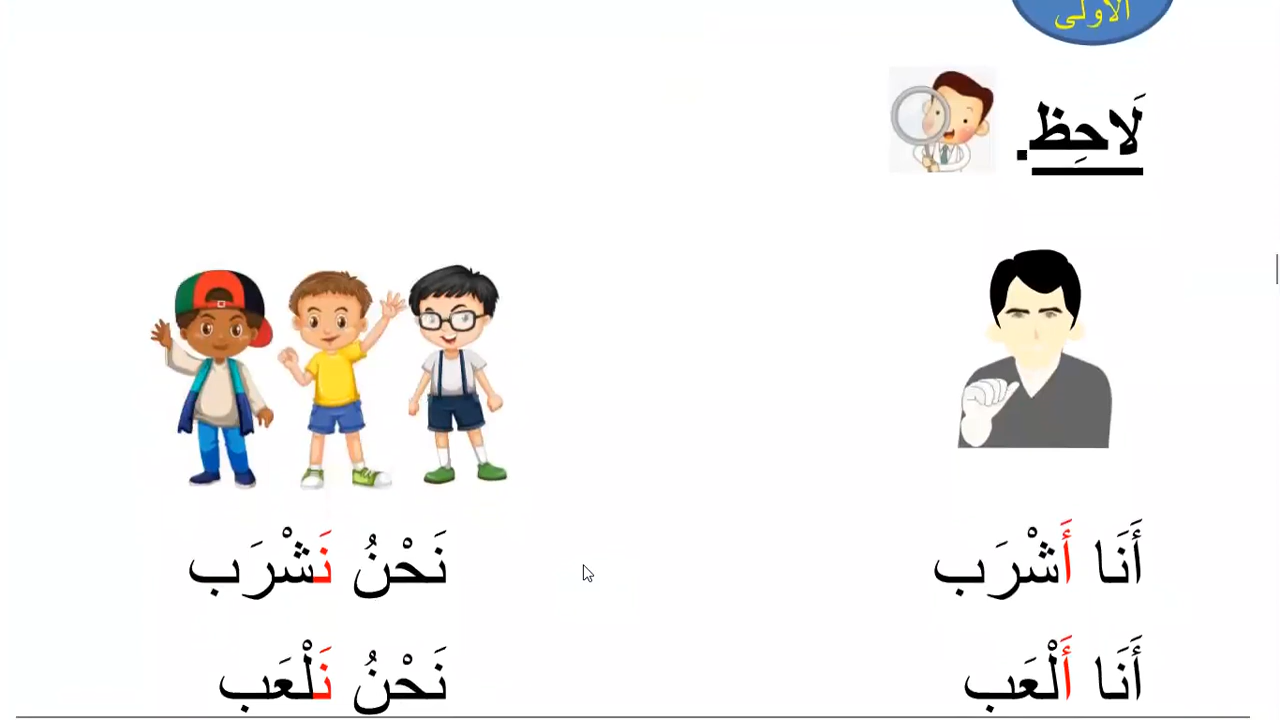 الأولى
لَاحِظ.
أَنَا أَشْرَب نَحْنُ نَشْرَب
أَنَا أَلْعَب نَحْنُ نَلْعَب